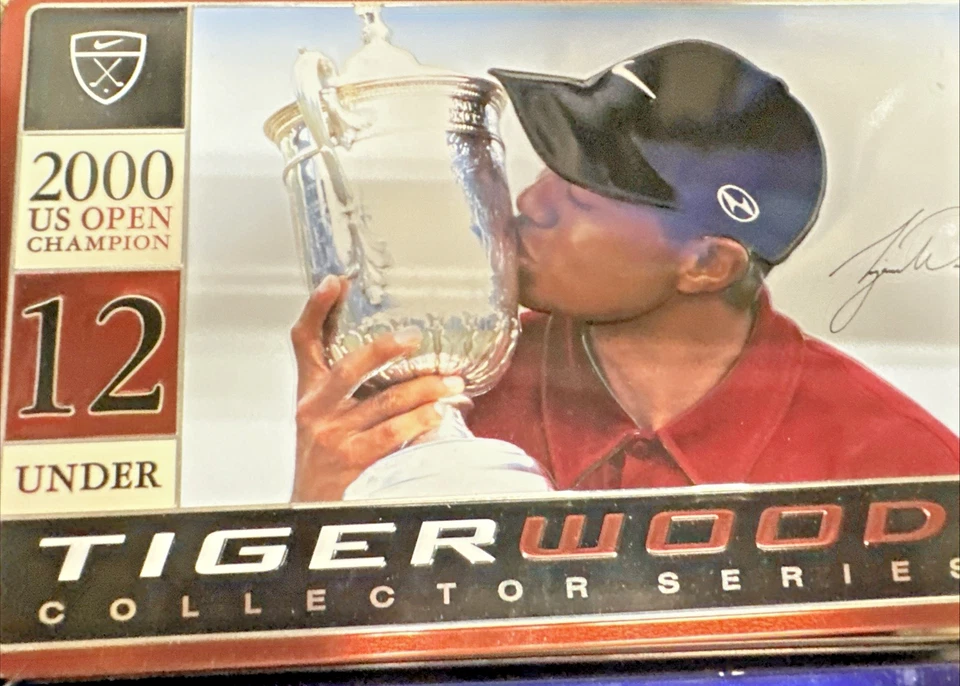 2000
US OPEN
CHAMPION
12
UNDER
TIGERWOOD
COLLECTOR SERIES